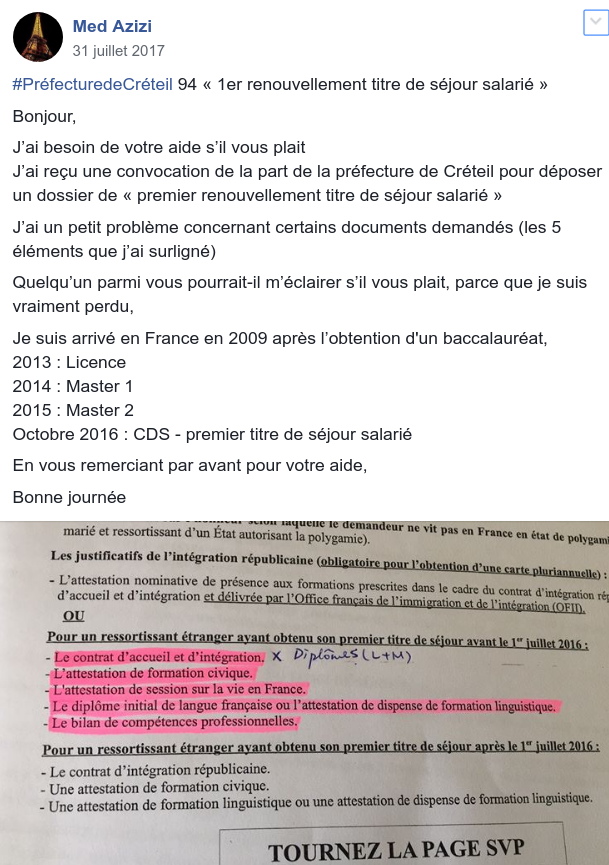 Med Azizi
31 juillet 2017
#PréfecturedeCréteil 94 « 1er renouvellement titre de séjour salarié »
Bonjour,
J’ai besoin de votre aide s’il vous plait
J’ai reçu une convocation de la part de la préfecture de Créteil pour déposer
un dossier de « premier renouvellement titre de séjour salarié »
J’ai un petit problème concernant certains documents demandés (les 5
éléments que j’ai surligné)
Quelqu’un parmi vous pourrait-il m’éclairer s’il vous plait, parce que je suis
vraiment perdu,
Je suis arrivé en France en 2009 après l’obtention d'un baccalauréat,
2013 : Licence
2014 : Master 1
2015 : Master 2
Octobre 2016 : CDS - premier titre de séjour salarié
En vous remerciant par avant pour votre aide,
Bonne journée
selon laquelle le demandeur ne vit pas en France en état de polygam
marié et ressortissant d’un État autorisant la polygamie).
Les justificatifs de l’intégration républicaine (obligatoire pour l’obtention d’une carte pluriannuelle) :
- L’attestation nominative de présence aux formations prescrites dans le cadre du contrat d’intégration rép
d’accueil et d’intégration et délivrée par l’Office français de l’immigration et de l’intégration (OFII).
OU
Pour un ressortissant étranger ayant obtenu son premier titre de séjour avant le 1er juillet 2016 :
- Le contrat d’accueil et d’intégration. x Diplômes (L+M)
- L’attestation de formation civique.
- L'attestation de session sur la vie en France.
- Le diplôme initial de langue française ou l’attestation de dispense de formation linguistique.
- Le bilan de compétences professionnelles.
Pour un ressortissant étranger ayant obtenu son premier titre de séjour après le 1er juillet 2016 :
- Le contrat d’intégration républicaine.
- Une attestation de formation civique.
- Une attestation de formation linguistique ou une attestation de dispense de formation linguistique.
TOURNEZ LA PAGE SVP